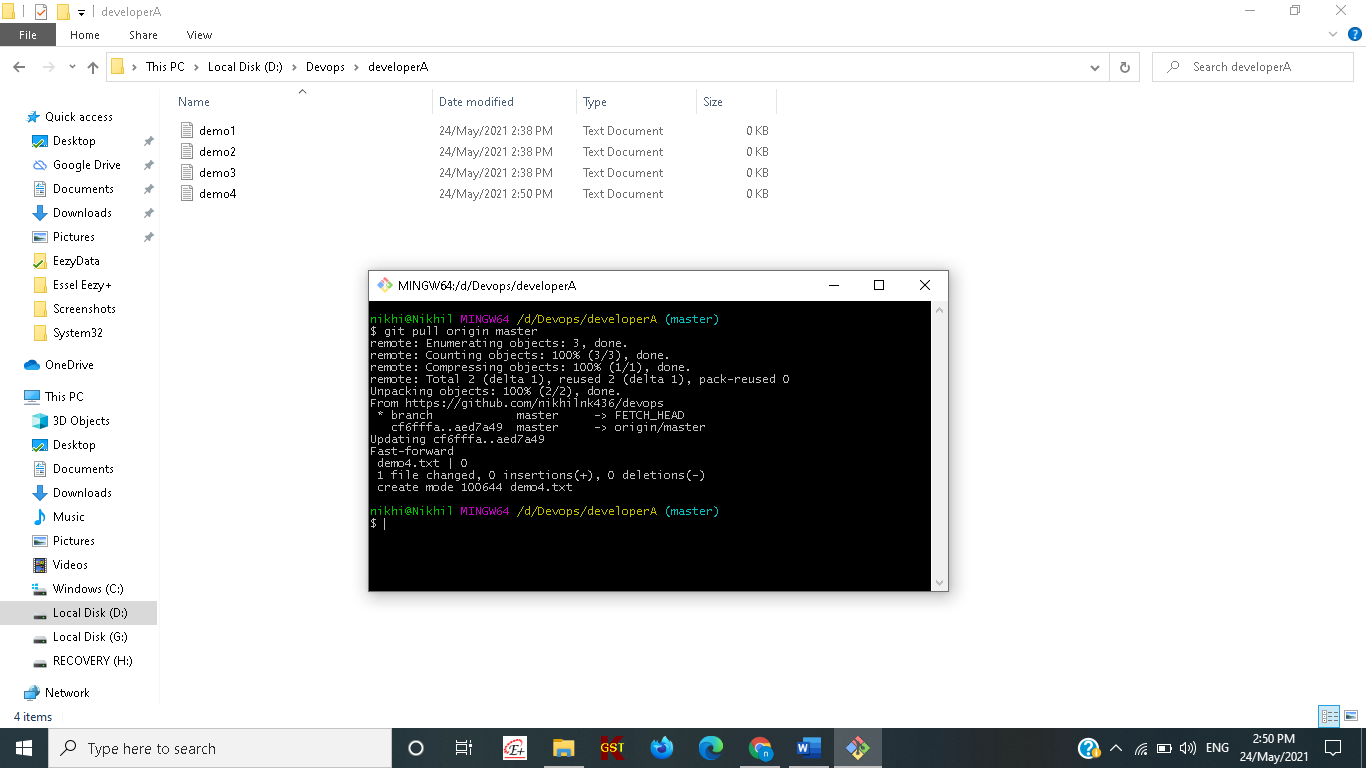 developerA
File Home Share View
This PC Local Disk (D:) Devops developerA
Search developerA
Name Date modified Type Size
demo1 24/May/2021 2:38 PM Text Document 0 KB
demo2 24/May/2021 2:38 PM Text Document 0 KB
demo3 24/May/2021 2:38 PM Text Document 0 KB
demo4 24/May/2021 2:50 PM Text Document 0 KB
Quick access
Desktop
Google Drive
Documents
Downloads
Pictures
EezyData
Essel Eezy+
Screenshots
System32
OneDrive
This PC
3D Objects
Desktop
Documents
Downloads
Music
Pictures
Videos
Windows (C:)
Local Disk (D:)
Local Disk (G:)
RECOVERY (H:)
Network
4 items
MINGW64:/d/Devops/developerA
nikhi@Nikhil MINGW64 /d/Devops/developerA (master)
$ git pull origin master
remote: Enumerating objects: 3, done.
remote: Counting objects: 100% (3/3), done.
remote: Compressing objects: 100% (1/1), done.
remote: Total 2 (delta 1), reused 2 (delta 1), pack-reused 0
Unpacking objects: 100% (2/2), done.
From https://github.com/nikhilnk436/devops
* branch master -> FETCH_HEAD
cf6fffa..aed7a49 master -> origin/master
Updating cf6fffa..aed7a49
Fast-forward
demo4.txt | 0
1 file changed, 0 insertions(+), 0 deletions(-)
create mode 100644 demo4.txt
nikhi@Nikhil MINGW64 /d/Devops/developerA (master)
$
Type here to search
E+
GST
n
W
ENG
2:50 PM
24/May/2021